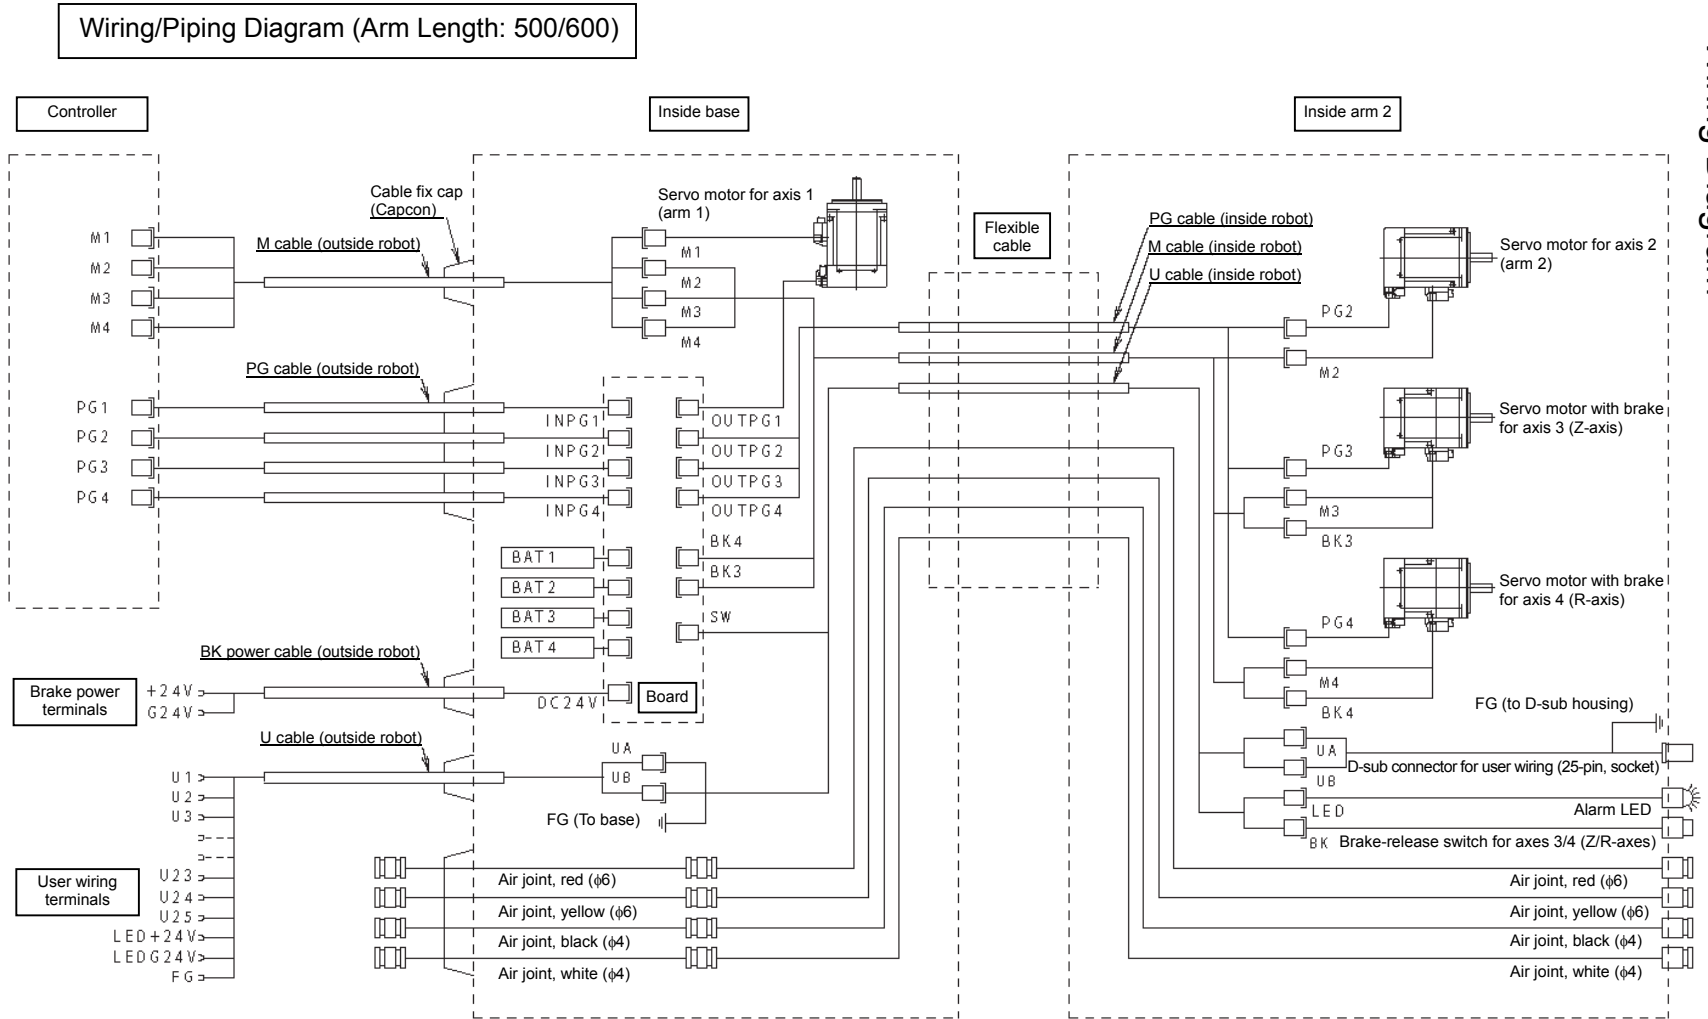 Wiring/Piping Diagram (Arm Length: 500/600)
Controller
Inside base
Inside arm 2
Cable fix cap
(Capcon)
M cable (outside robot)
M1
M2
M3
M4
Servo motor for axis 1
(arm 1)
M1
M2
M3
M4
Flexible
cable
PG cable (inside robot)
M cable (inside robot)
U cable (inside robot)
Servo motor for axis 2
(arm 2)
PG2
M2
PG cable (outside robot)
PG1
PG2
PG3
PG4
INPG1
INPG2
INPG3
INPG4
OUTPG1
OUTPG2
OUTPG3
OUTPG4
BK4
BK3
SW
BAT1
BAT2
BAT3
BAT4
Servo motor with brake
for axis 3 (Z-axis)
PG3
M3
BK3
Servo motor with brake
for axis 4 (R-axis)
PG4
M4
BK4
BK power cable (outside robot)
Brake power
terminals
+24V
G24V
DC24V
Board
FG (to D-sub housing)
U cable (outside robot)
UA
UB
FG (To base)
UA
D-sub connector for user wiring (25-pin, socket)
UB
LED
Alarm LED
BK
Brake-release switch for axes 3/4 (Z/R-axes)
User wiring
terminals
U1
U2
U3
U23
U24
U25
LED+24V
LEDG24V
FG
Air joint, red (ϕ6)
Air joint, yellow (ϕ6)
Air joint, black (ϕ4)
Air joint, white (ϕ4)
Air joint, red (ϕ6)
Air joint, yellow (ϕ6)
Air joint, black (ϕ4)
Air joint, white (ϕ4)